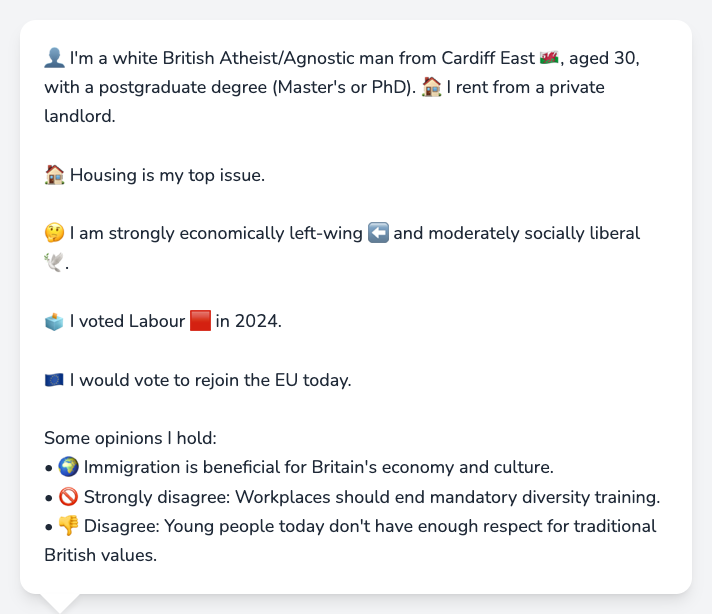 👤 I'm a white British Atheist/Agnostic man from Cardiff East 🏴󠁧󠁢󠁷󠁬󠁳󠁿, aged 30,
with a postgraduate degree (Master's or PhD). 🏠 I rent from a private
landlord.
🏠 Housing is my top issue.
🤔 I am strongly economically left-wing ⬅️ and moderately socially liberal
🕊️.
🗳️ I voted Labour 🟥 in 2024.
🇪🇺 I would vote to rejoin the EU today.
Some opinions I hold:
• 🌍 Immigration is beneficial for Britain's economy and culture.
• 🚫 Strongly disagree: Workplaces should end mandatory diversity training.
• 👎 Disagree: Young people today don't have enough respect for traditional
British values.